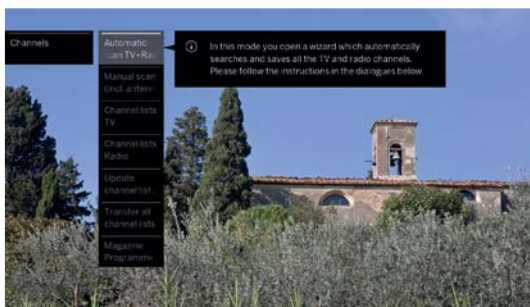 Channels
Automatic
scan TV+Rad
In this mode you open a wizard which automatically
searches and saves all the TV and radio channels.
Please follow the instructions in the dialogues below.
Manual scan
(incl. antenn
Channel lists
TV
Channel lists
Radio
Update
channel list
Transfer all
channel lists
Magazine
Programme